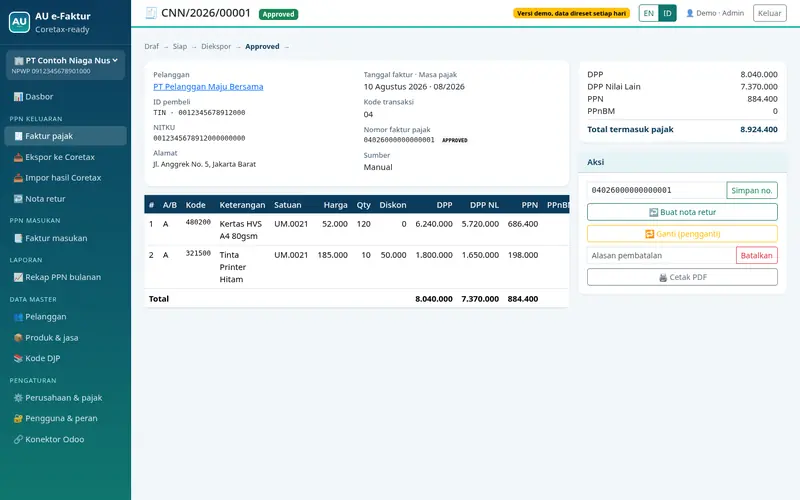 AU e-Faktur
Coretax-ready
AU
PT Contoh Niaga Nus
NPWP 0912345678901000
Dasbor
PPN KELUARAN
Faktur pajak
Ekspor ke Coretax
Impor hasil Coretax
Nota retur
PPN MASUKAN
Faktur masukan
LAPORAN
Rekap PPN bulanan
DATA MASTER
Pelanggan
Produk & jasa
Kode DJP
PENGATURAN
Perusahaan & pajak
Pengguna & peran
Konektor Odoo
CNN/2026/00001 Approved
Versi demo, data direset setiap hari EN ID Demo · Admin Keluar
Draf → Siap → Diekspor → Approved →
Pelanggan
PT Pelanggan Maju Bersama
ID pembeli
TIN · 0012345678912000
NITKU
0012345678912000000000
Alamat
Jl. Anggrek No. 5, Jakarta Barat
Tanggal faktur · Masa pajak
10 Agustus 2026 · 08/2026
Kode transaksi
04
Nomor faktur pajak
04026000000000001 APPROVED
Sumber
Manual
# A/B Kode Keterangan Satuan Harga Qty Diskon DPP DPP NL PPN PPnBM
1 A 480200 Kertas HVS A4 80gsm UM.0021 52.000 120 0 6.240.000 5.720.000 686.400
2 A 321500 Tinta Printer Hitam UM.0021 185.000 10 50.000 1.800.000 1.650.000 198.000
Total 8.040.000 7.370.000 884.400
DPP 8.040.000
DPP Nilai Lain 7.370.000
PPN 884.400
PPnBM 0
Total termasuk pajak 8.924.400
Aksi
04026000000000001 Simpan no.
Buat nota retur
Ganti (pengganti)
Alasan pembatalan Batalkan
Cetak PDF